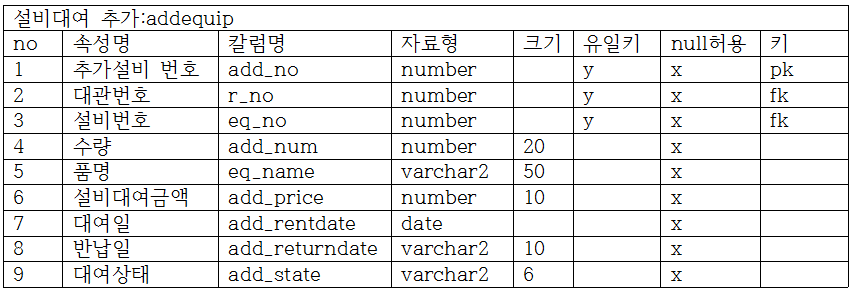 설비대여 추가:addequip
no 속성명 칼럼명 자료형 크기 유일키 null허용 키
1 추가설비 번호 add_no number y x pk
2 대관번호 r_no number y x fk
3 설비번호 eq_no number y x fk
4 수량 add_num number 20 x
5 품명 eq_name varchar2 50 x
6 설비대여금액 add_price number 10 x
7 대여일 add_rentdate date x
8 반납일 add_returndate varchar2 10 x
9 대여상태 add_state varchar2 6 x